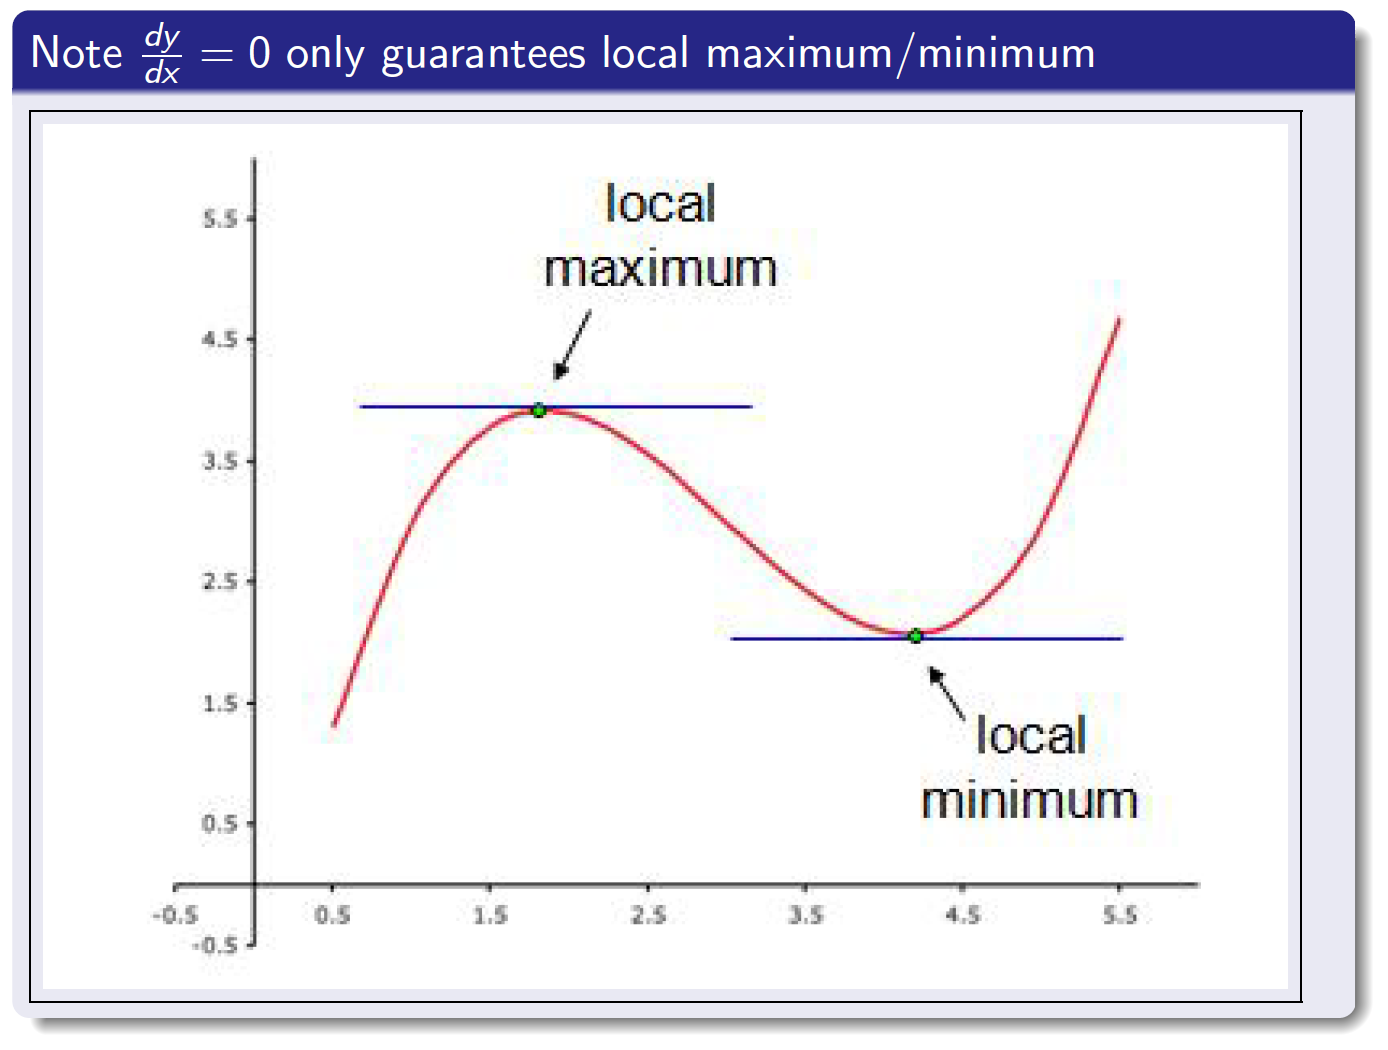 Note dy/dx = 0 only guarantees local maximum/minimum
local
maximum
5.5
4.5
3.5
2.5
1.5
local
minimum
0.5
-0.5 0.5 1.5 2.5 3.5 4.5 5.5
-0.5